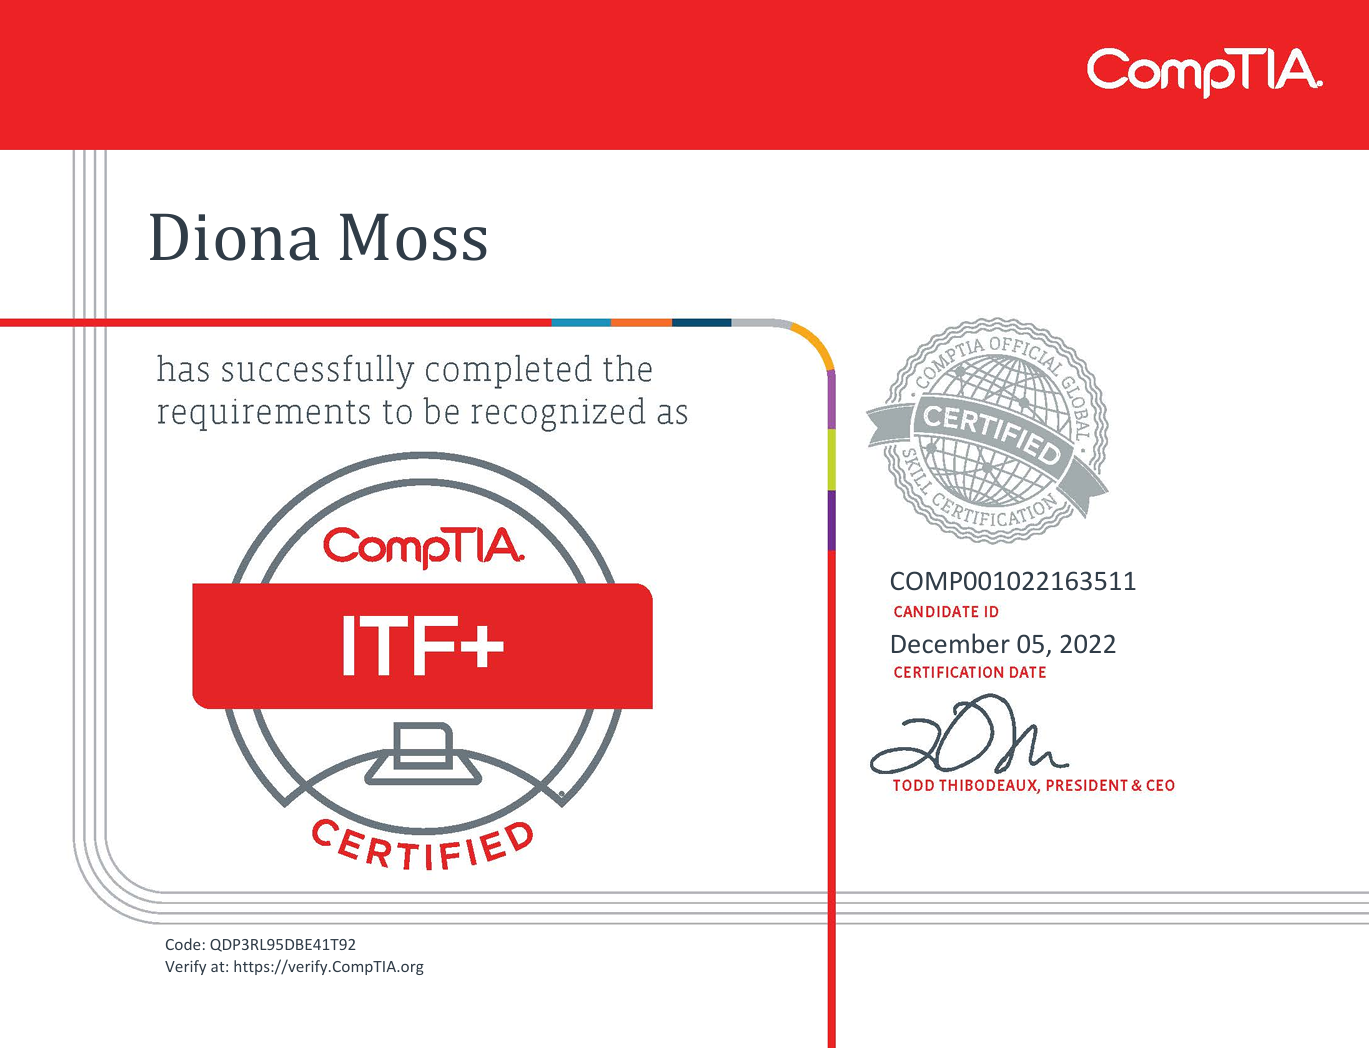 CompTIA.
Diona Moss
has successfully completed the
requirements to be recognized as
CompTIA.
ITF+
CERTIFIED
COMPTIA OFFICIAL GLOBAL
CERTIFIED
SKILL CERTIFICATION
COMP001022163511
CANDIDATE ID
December 05, 2022
CERTIFICATION DATE
TODD THIBODEAUX, PRESIDENT & CEO
Code: QDP3RL95DBE41T92
Verify at: https://verify.CompTIA.org